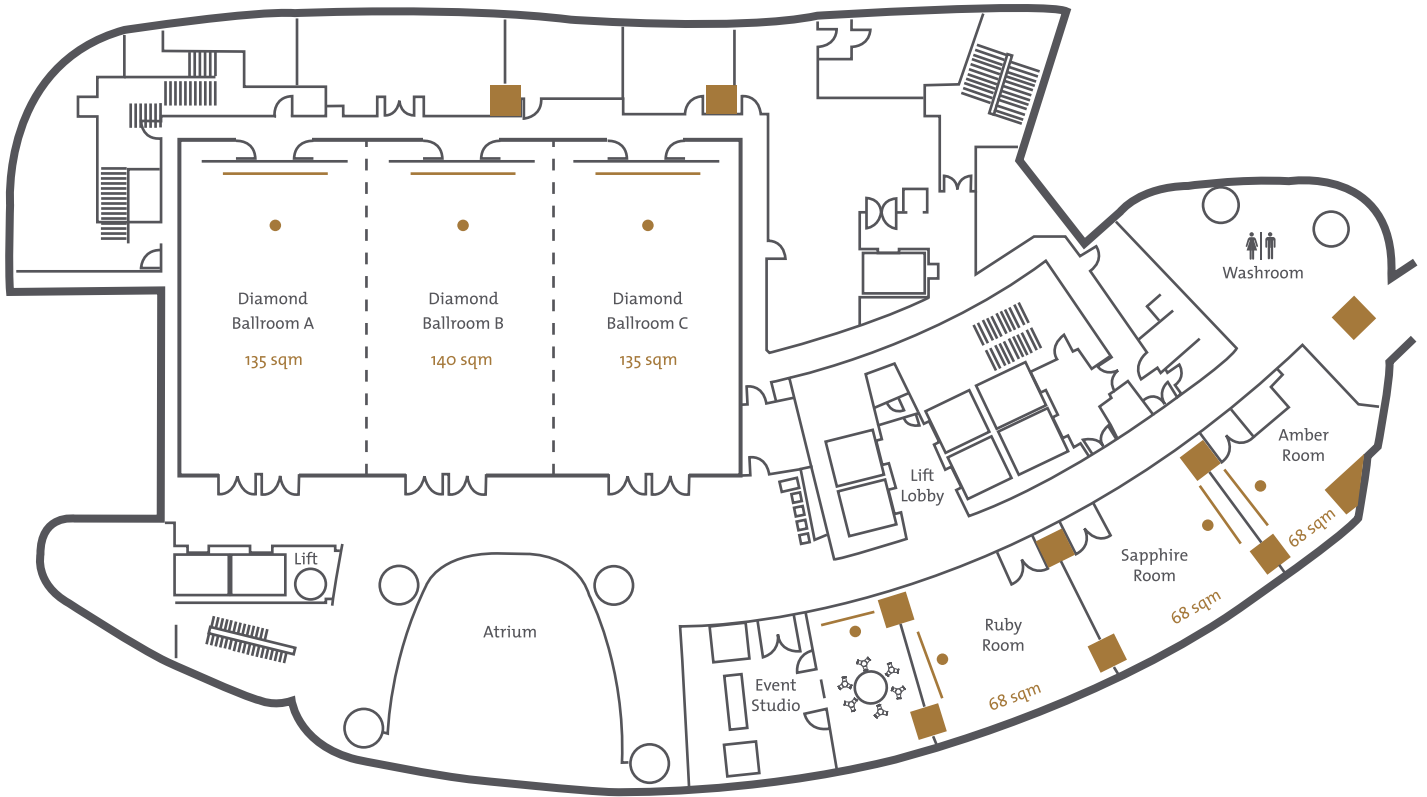 Diamond
Ballroom A
135 sqm
Diamond
Ballroom B
140 sqm
Diamond
Ballroom C
135 sqm
Washroom
Amber
Room
68 sqm
Lift
Lobby
Sapphire
Room
68 sqm
Lift
Atrium
Ruby
Room
68 sqm
Event
Studio